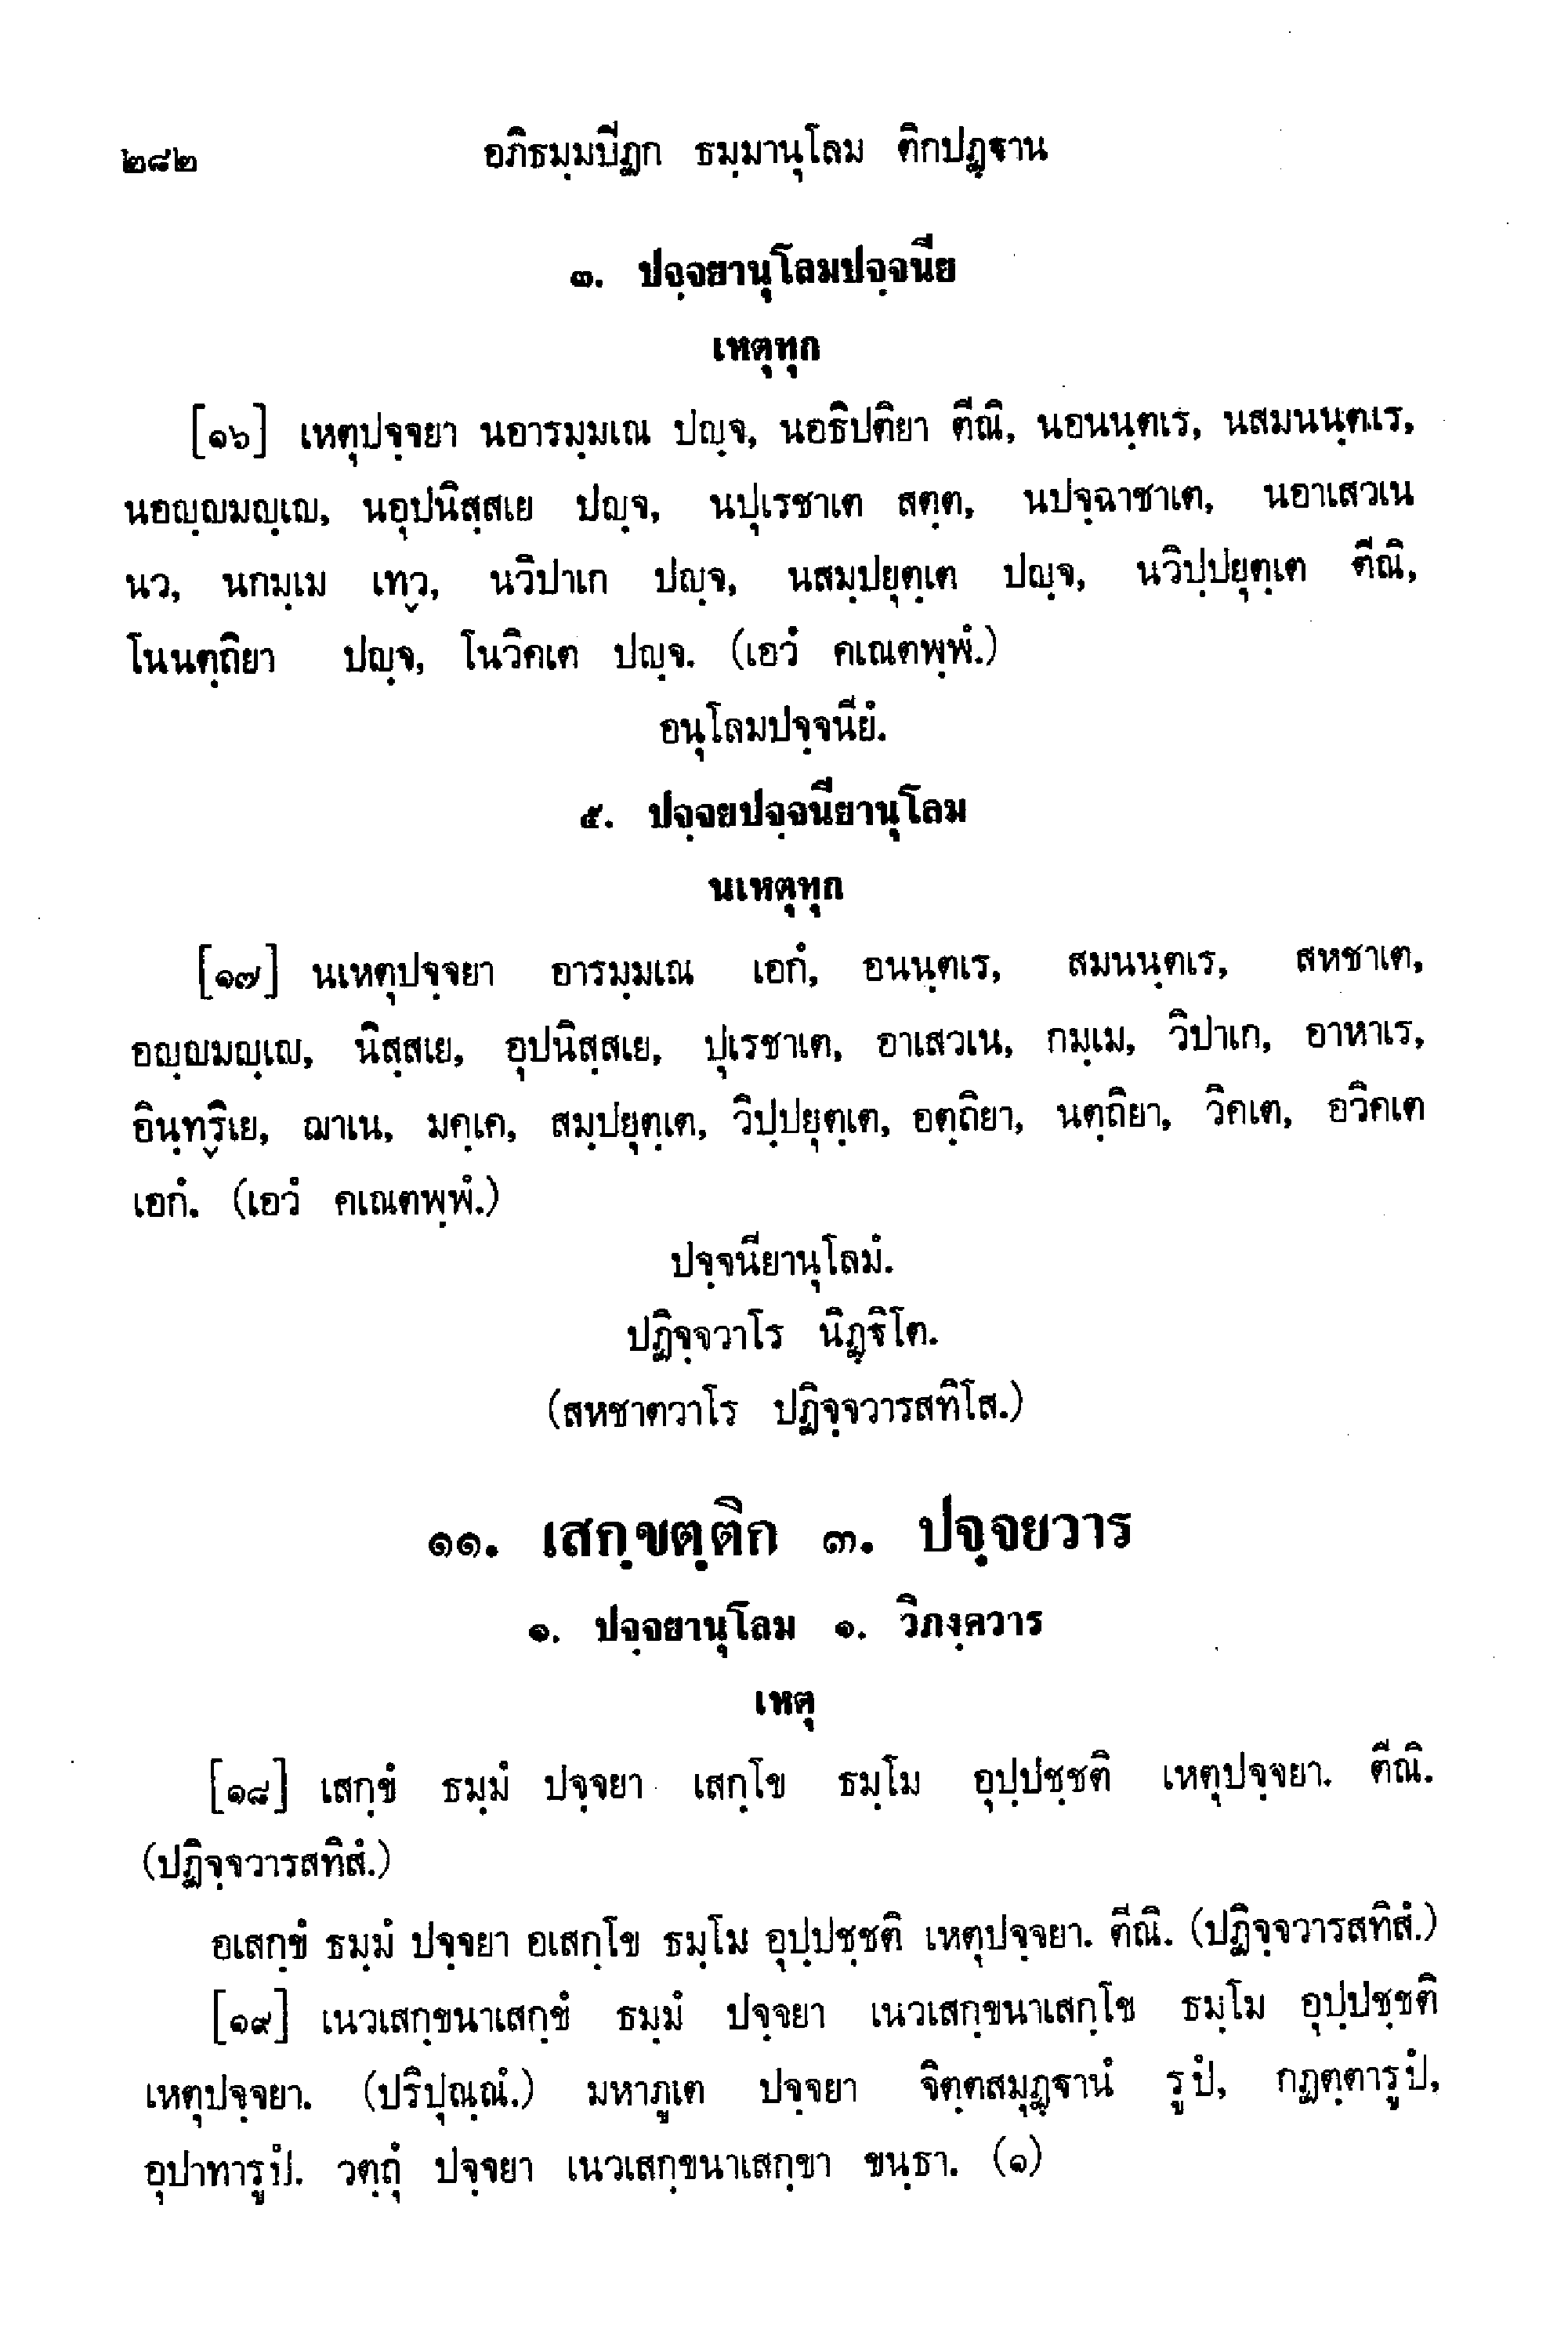 ๒๘๒ อภิธมฺมปีฏก ธมฺมานุโลม ติกปฏฺฐาน
๓. ปจฺจยานุโลมปจฺจนีย
เหตุทุก
[๑๖] เหตุปจฺจยา นอารมฺมเณ ปญฺจ, นอธิปติยา ตีณิ, นอนนฺตเร, นสมนนฺตเร,
นอญฺญมญฺเญ, นอุปนิสฺสเย ปญฺจ, นปุเรชาเต สตฺต, นปจฺฉาชาเต, นอาเสวเน
นว, นกมฺเม เทฺว, นวิปาเก ปญฺจ, นสมฺปยุตฺเต ปญฺจ, นวิปฺปยุตฺเต ตีณิ,
โนนตฺถิยา ปญฺจ, โนวิคเต ปญฺจ. (เอวํ คเณตพฺพํ.)
อนุโลมปจฺจนียํ.
๕. ปจฺจยปจฺจนียานุโลม
นเหตุทุก
[๑๗] นเหตุปจฺจยา อารมฺมเณ เอกํ, อนนฺตเร, สมนนฺตเร, สหชาเต,
อญฺญมญฺเญ, นิสฺสเย, อุปนิสฺสเย, ปุเรชาเต, อาเสวเน, กมฺเม, วิปาเก, อาหาเร,
อินฺทฺริเย, ฌาเน, มคฺเค, สมฺปยุตฺเต, วิปฺปยุตฺเต, อตฺถิยา, นตฺถิยา, วิคเต, อวิคเต
เอกํ. (เอวํ คเณตพฺพํ.)
ปจฺจนียานุโลมํ.
ปฏิจฺจวาโร นิฏฺฐิโต.
(สหชาตวาโร ปฏิจฺจวารสทิโส.)
๑๑. เสกฺขตฺติก ๓. ปจฺจยวาร
๑. ปจฺจยานุโลม ๑. วิภงฺควาร
เหตุ
[๑๘] เสกฺขํ ธมฺมํ ปจฺจยา เสกฺโข ธมฺโม อุปฺปชฺชติ เหตุปจฺจยา. ตีณิ.
(ปฏิจฺจวารสทิสํ.)
อเสกฺขํ ธมฺมํ ปจฺจยา อเสกฺโข ธมฺโม อุปฺปชฺชติ เหตุปจฺจยา. ตีณิ. (ปฏิจฺจวารสทิสํ.)
[๑๙] เนวเสกฺขนาเสกฺขํ ธมฺมํ ปจฺจยา เนวเสกฺขนาเสกฺโข ธมฺโม อุปฺปชฺชติ
เหตุปจฺจยา. (ปริปุณฺณํ.) มหาภูเต ปจฺจยา จิตฺตสมุฏฺฐานํ รูปํ, กฏตฺตารูปํ,
อุปาทารูปํ. วตฺถุํ ปจฺจยา เนวเสกฺขนาเสกฺขา ขนฺธา. (๑)